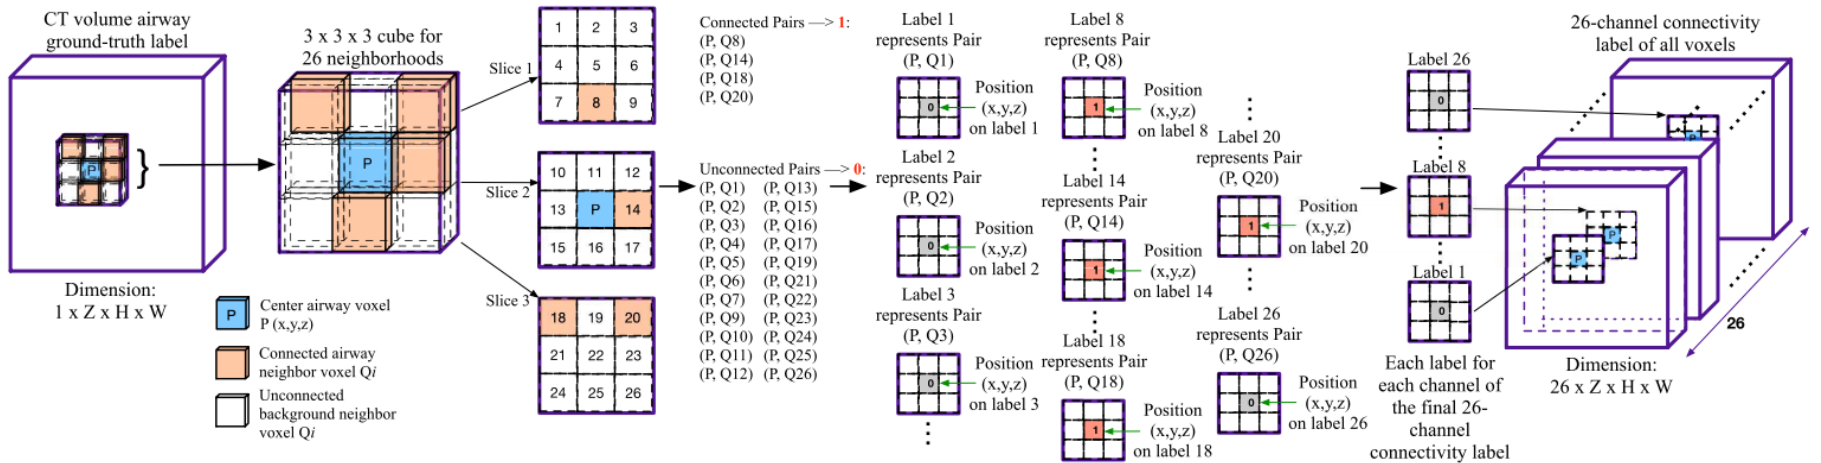 CT volume airway
ground-truth label
P
Dimension:
1 x Z x H x W
3 x 3 x 3 cube for
26 neighborhoods
P
P
Center airway voxel
P (x,y,z)
Connected airway
neighbor voxel Qi
Unconnected
background neighbor
voxel Qi
Slice 1
1 2 3
4 5 6
7 8 9
Slice 2
10 11 12
13 P 14
15 16 17
Slice 3
18 19 20
21 22 23
24 25 26
Connected Pairs —> 1:
(P, Q8)
(P, Q14)
(P, Q18)
(P, Q20)
Unconnected Pairs —> 0:
(P, Q1) (P, Q13)
(P, Q2) (P, Q15)
(P, Q3) (P, Q16)
(P, Q4) (P, Q17)
(P, Q5) (P, Q19)
(P, Q6) (P, Q21)
(P, Q7) (P, Q22)
(P, Q9) (P, Q23)
(P, Q10) (P, Q24)
(P, Q11) (P, Q25)
(P, Q12) (P, Q26)
Label 1
represents Pair
(P, Q1)
0
Position
(x,y,z)
on label 1
Label 2
represents Pair
(P, Q2)
0
Position
(x,y,z)
on label 2
Label 3
represents Pair
(P, Q3)
0
Position
(x,y,z)
on label 3
Label 8
represents Pair
(P, Q8)
1
Position
(x,y,z)
on label 8
Label 14
represents Pair
(P, Q14)
1
Position
(x,y,z)
on label 14
Label 18
represents Pair
(P, Q18)
1
Position
(x,y,z)
on label 18
Label 20
represents Pair
(P, Q20)
1
Position
(x,y,z)
on label 20
Label 26
represents Pair
(P, Q26)
0
Position
(x,y,z)
on label 26
Label 26
0
Label 8
1
Label 1
0
Each label for
each channel of
the final 26-
channel
connectivity label
26-channel connectivity
label of all voxels
P
P
P
26
Dimension:
26 x Z x H x W